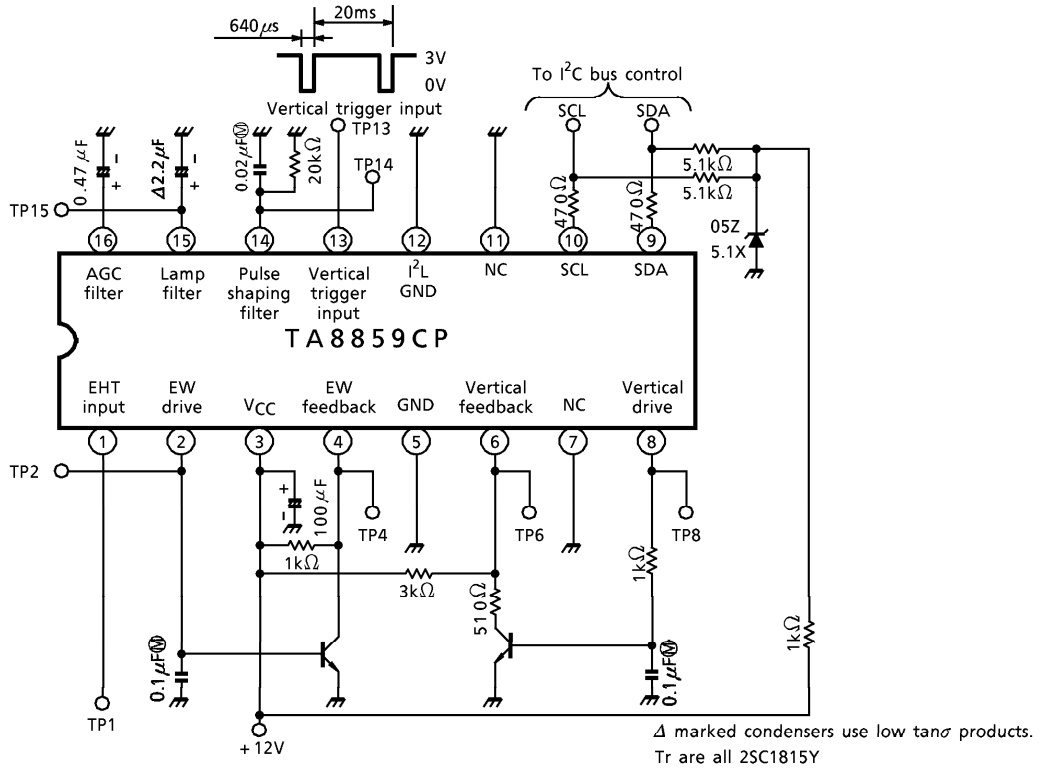 20ms
640μs
3V
0V
Vertical trigger input
To I²C bus control
SCL
SDA
TP13
TP14
TP15
0.47μF
-
+
Δ2.2μF
-
+
0.02μFⓂ
20kΩ
470Ω
470Ω
5.1kΩ
5.1kΩ
05Z
5.1X
16
15
14
13
12
11
10
9
AGC
filter
Lamp
filter
Pulse
shaping
filter
Vertical
trigger
input
I²L
GND
NC
SCL
SDA
TA8859CP
EHT
input
EW
drive
VCC
EW
feedback
GND
Vertical
feedback
NC
Vertical
drive
1
2
3
4
5
6
7
8
TP2
+
-
100μF
TP4
TP6
TP8
1kΩ
3kΩ
510Ω
1kΩ
1kΩ
0.1μFⓂ
0.1μFⓂ
TP1
+12V
Δ marked condensers use low tanσ products.
Tr are all 2SC1815Y